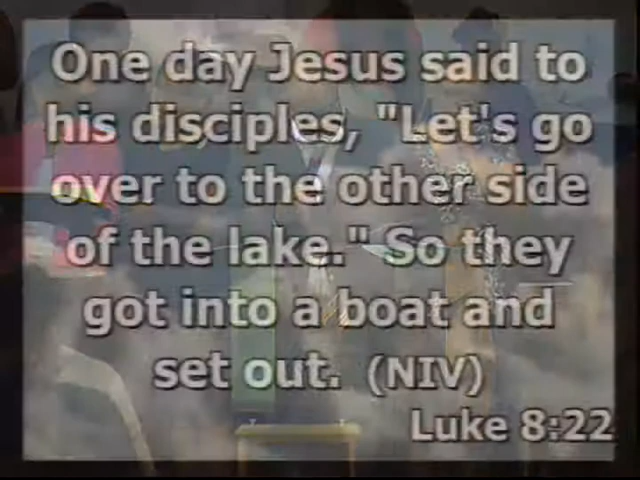 One day Jesus said to
his disciples, "Let's go
over to the other side
of the lake." So they
got into a boat and
set out. (NIV)
Luke 8:22